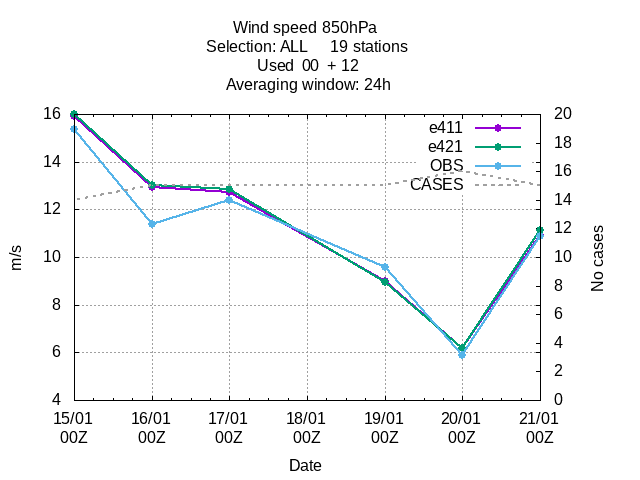 Wind speed 850hPa
Selection: ALL 19 stations
Used 00 + 12
Averaging window: 24h
16 20
e411
18
e421
14 16
OBS
CASES
14
12
12
10 10
8
8
6
6
4
2
4 0
m/s
No cases
15/01 16/01 17/01 18/01 19/01 20/01 21/01
00Z 00Z 00Z 00Z 00Z 00Z 00Z
Date